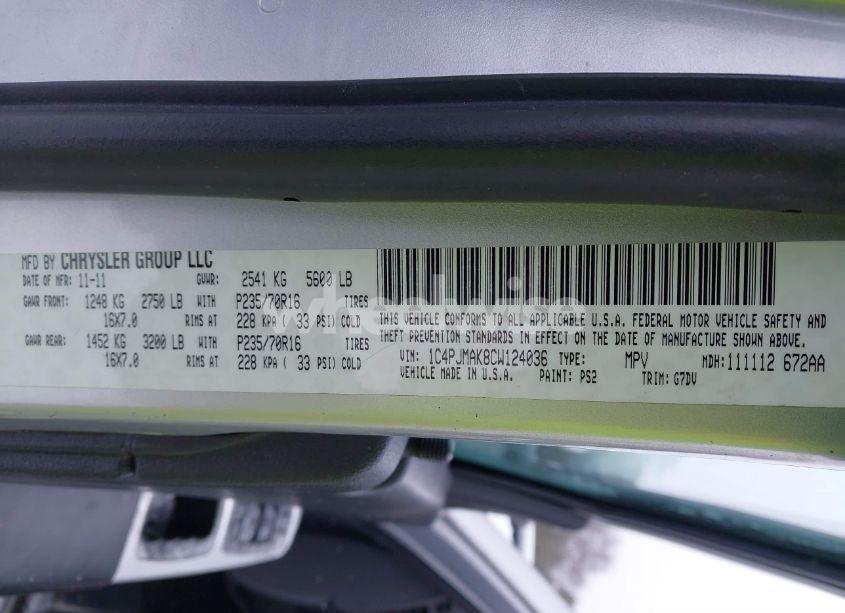 MFD BY CHRYSLER GROUP LLC
DATE OF MFR: 11-11 GVWR: 2541 KG 5600 LB
GAWR FRONT: 1248 KG 2750 LB WITH P235/70R16 TIRES
16X7.0 RIMS AT 228 KPA ( 33 PSI) COLD
GAWR REAR: 1452 KG 3200 LB WITH P235/70R16 TIRES
16X7.0 RIMS AT 228 KPA ( 33 PSI) COLD
THIS VEHICLE CONFORMS TO ALL APPLICABLE U.S.A. FEDERAL MOTOR VEHICLE SAFETY AND
THEFT PREVENTION STANDARDS IN EFFECT ON THE DATE OF MANUFACTURE SHOWN ABOVE.
VIN: 1C4PJMAK8CW124036 TYPE: MPV MDH: 111112 672AA
VEHICLE MADE IN U.S.A. PAINT: PS2 TRIM: G7DV
wheelwise